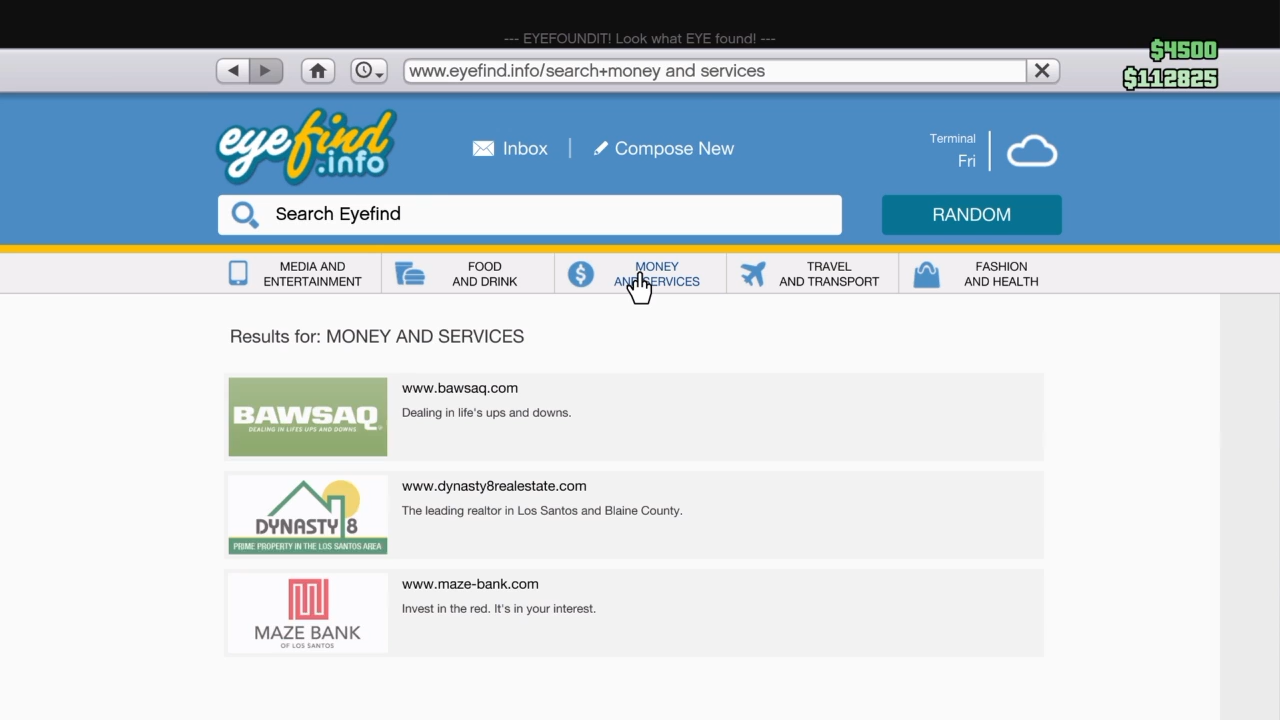 --- EYEFOUNDIT! Look what EYE found! ---
$4500
www.eyefind.info/search+money and services
$112825
eyefind
.info
Inbox
Compose New
Terminal
Fri
Search Eyefind
RANDOM
MEDIA AND
ENTERTAINMENT
FOOD
AND DRINK
MONEY
AND SERVICES
TRAVEL
AND TRANSPORT
FASHION
AND HEALTH
Results for: MONEY AND SERVICES
BAWSAQ
DEALING IN LIFES UPS AND DOWNS
www.bawsaq.com
Dealing in life's ups and downs.
DYNASTY 8
PRIME PROPERTY IN THE LOS SANTOS AREA
www.dynasty8realestate.com
The leading realtor in Los Santos and Blaine County.
MAZE BANK
OF LOS SANTOS
www.maze-bank.com
Invest in the red. It's in your interest.